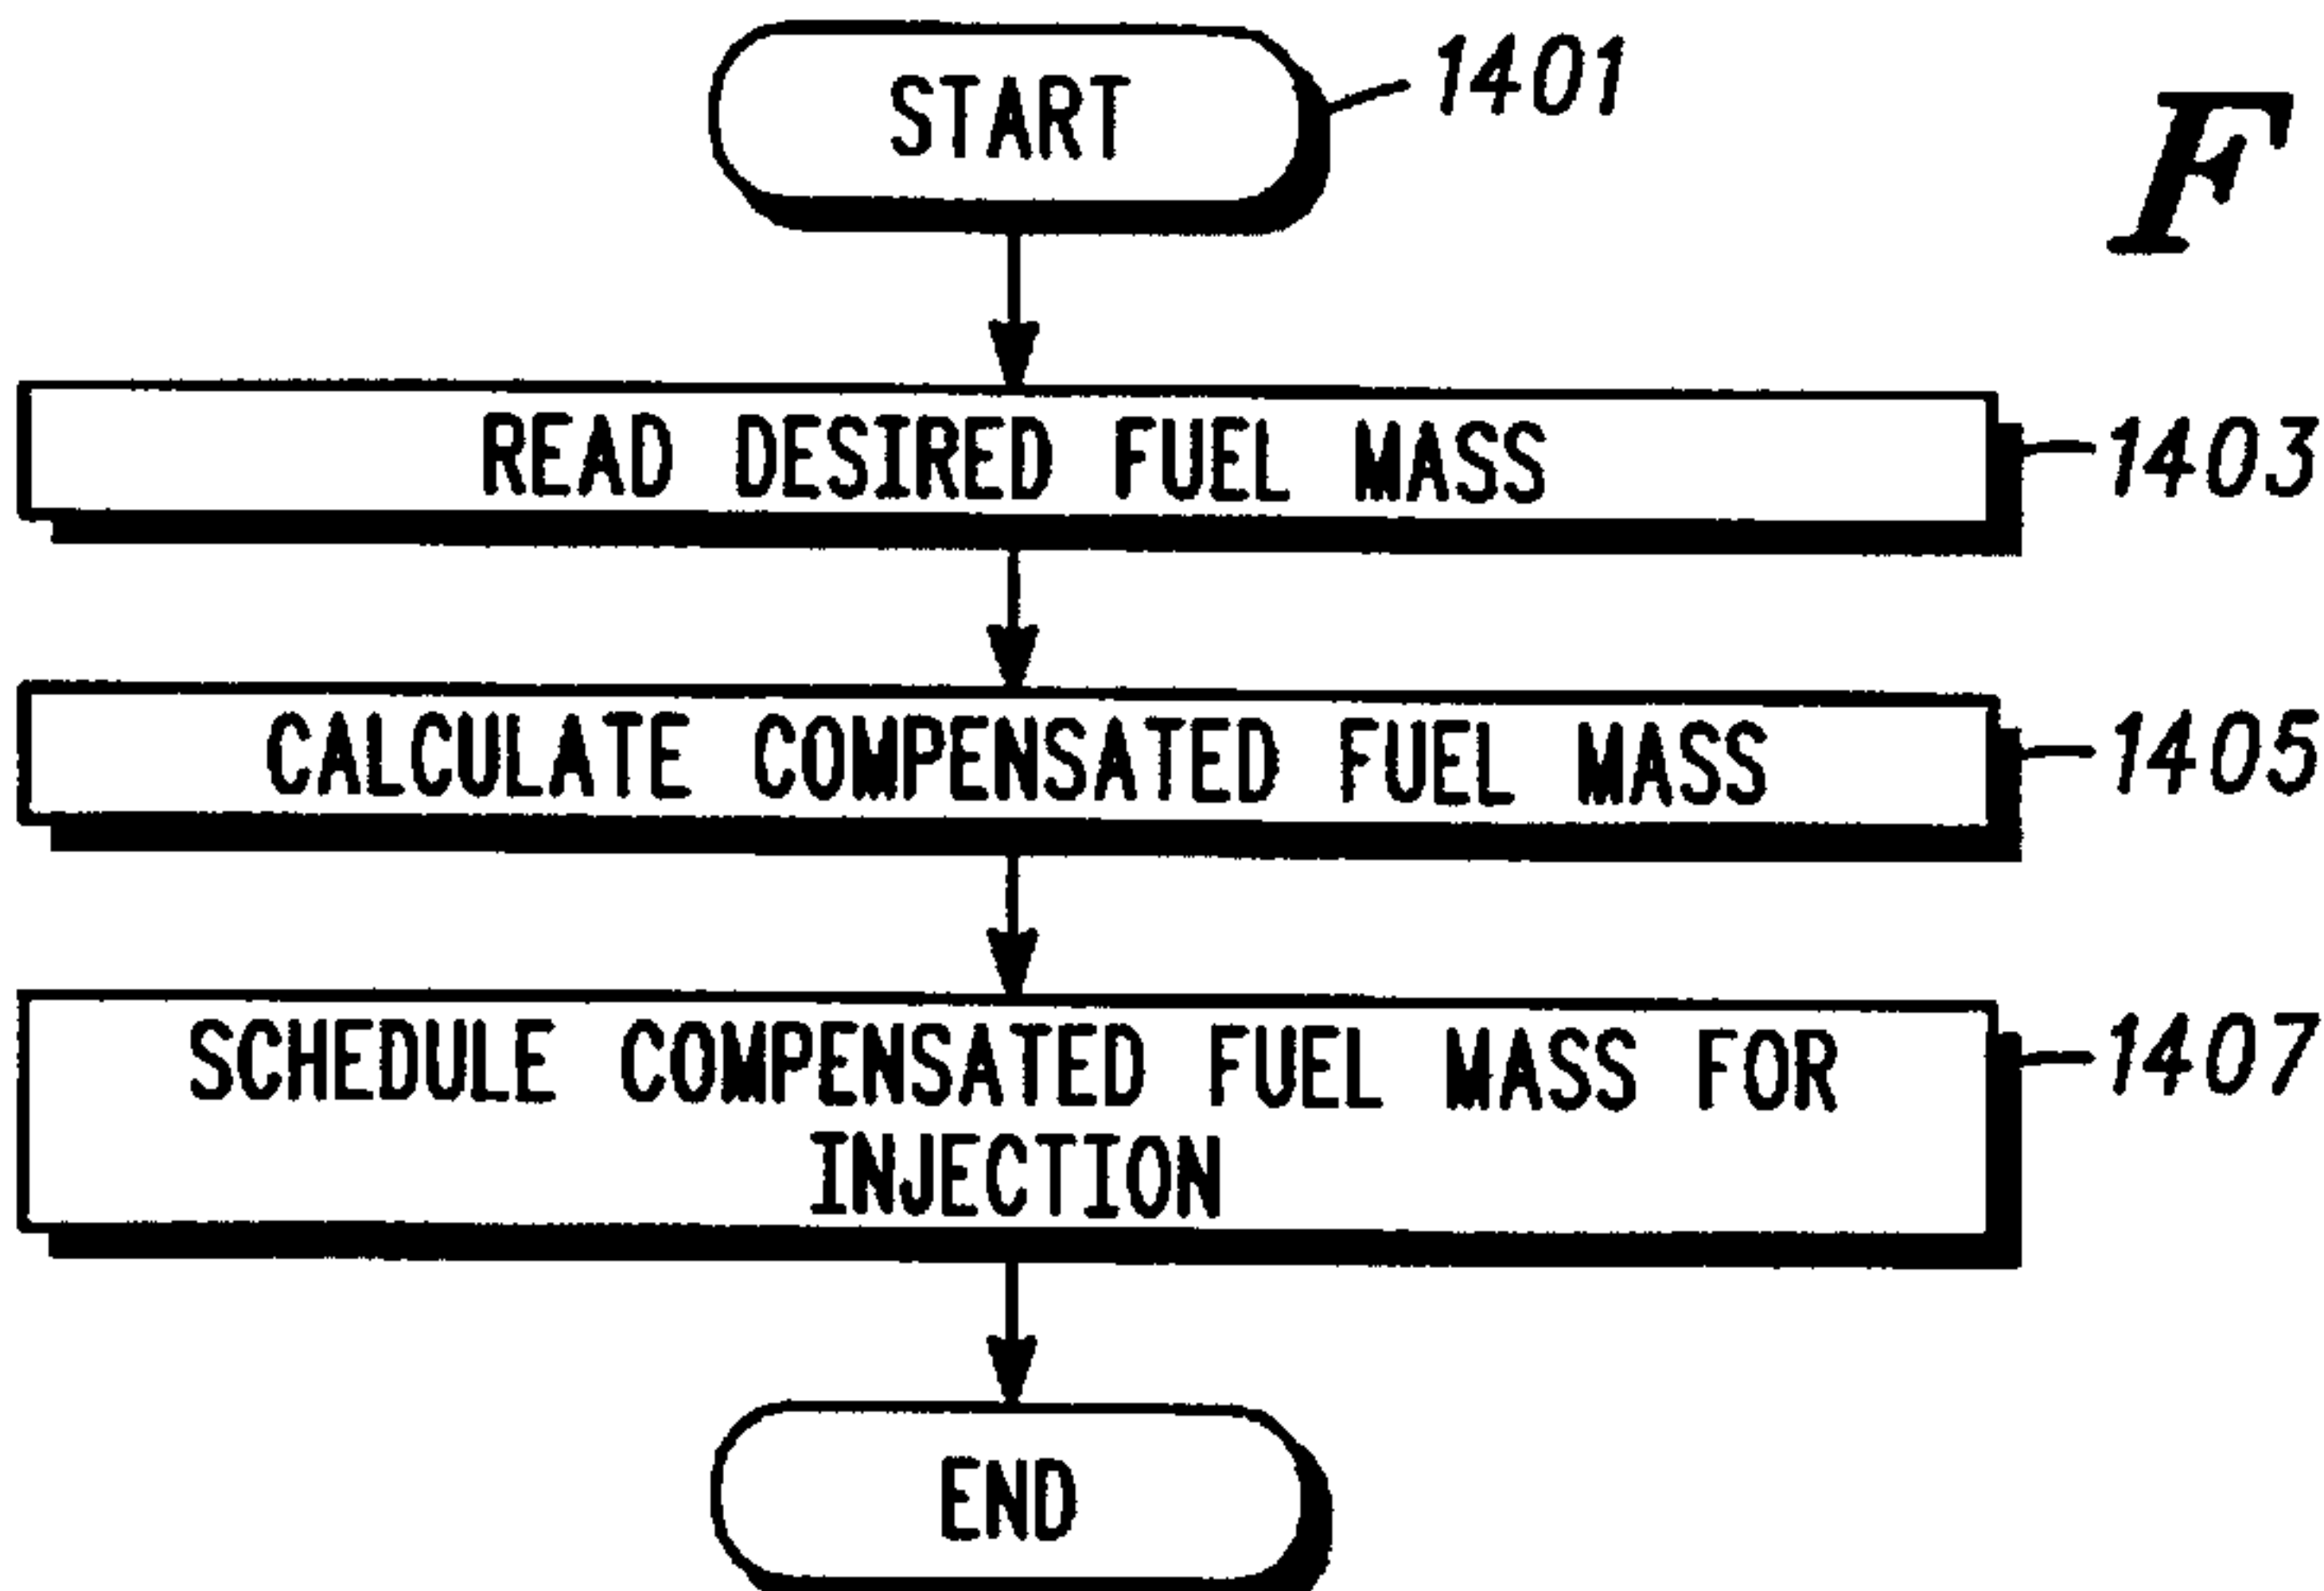 START 1401
F
READ DESIRED FUEL MASS 1403
CALCULATE COMPENSATED FUEL MASS 1405
SCHEDULE COMPENSATED FUEL MASS FOR 1407
INJECTION
END